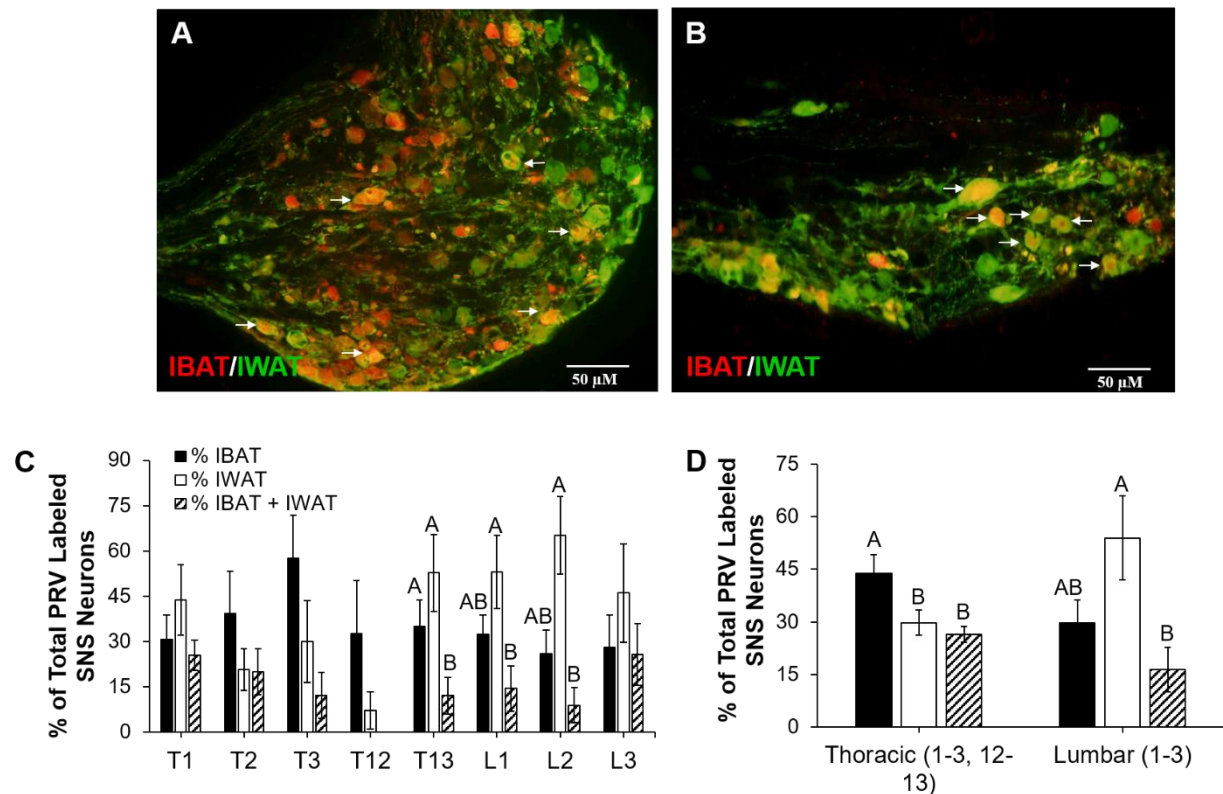 A
IBAT/IWAT
50 μM
B
IBAT/IWAT
50 μM
C
% of Total PRV Labeled
SNS Neurons
90
75
60
45
30
15
0
% IBAT
% IWAT
% IBAT + IWAT
A
A
A
A
AB
AB
B
B
B
T1 T2 T3 T12 T13 L1 L2 L3
D
% of Total PRV Labeled
SNS Neurons
75
60
45
30
15
0
A
B
B
AB
A
B
Thoracic (1-3, 12-
13)
Lumbar (1-3)